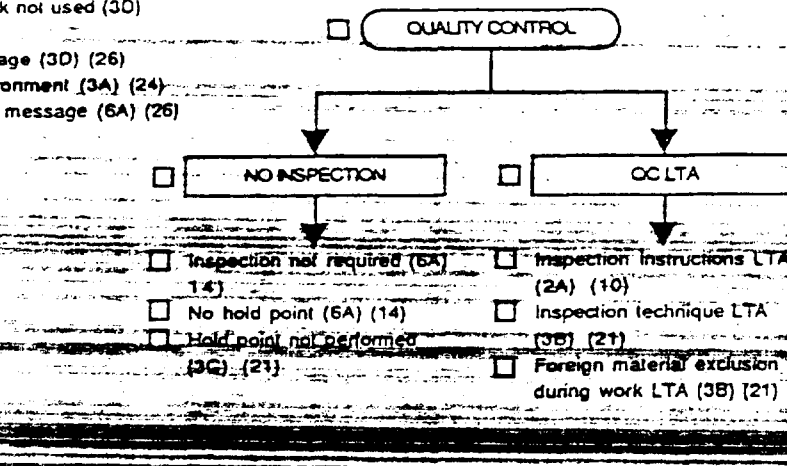 k not used (3D)
age (3D) (26)
ronment (3A) (24)
message (6A) (26)
QUALITY CONTROL
NO INSPECTION
QC LTA
Inspection not required (6A)
14)
No hold point (6A) (14)
Hold point not performed
(3C) (21)
Inspection Instructions LTA
(2A) (10)
Inspection technique LTA
(3B) (21)
Foreign material exclusion
during work LTA (3B) (21)